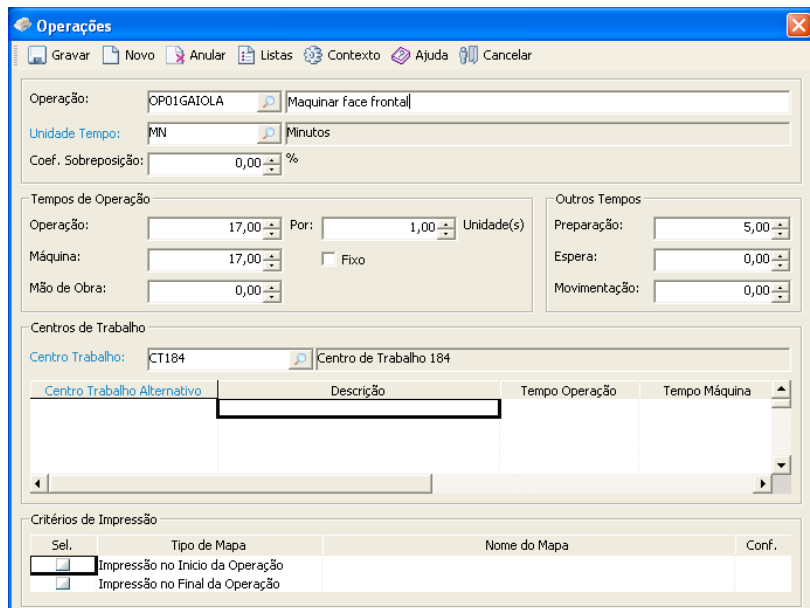 Operações
Gravar Novo Anular Listas Contexto Ajuda Cancelar
Operação: OP01GAIOLA Maquinar face frontal
Unidade Tempo: MN Minutos
Coef. Sobreposição: 0,00 %
Tempos de Operação
Operação: 17,00 Por: 1,00 Unidade(s)
Máquina: 17,00 Fixo
Mão de Obra: 0,00
Outros Tempos
Preparação: 5,00
Espera: 0,00
Movimentação: 0,00
Centros de Trabalho
Centro Trabalho: CT184 Centro de Trabalho 184
Centro Trabalho Alternativo Descrição Tempo Operação Tempo Máquina
Critérios de Impressão
Sel. Tipo de Mapa Nome do Mapa Conf.
Impressão no Inicio da Operação
Impressão no Final da Operação